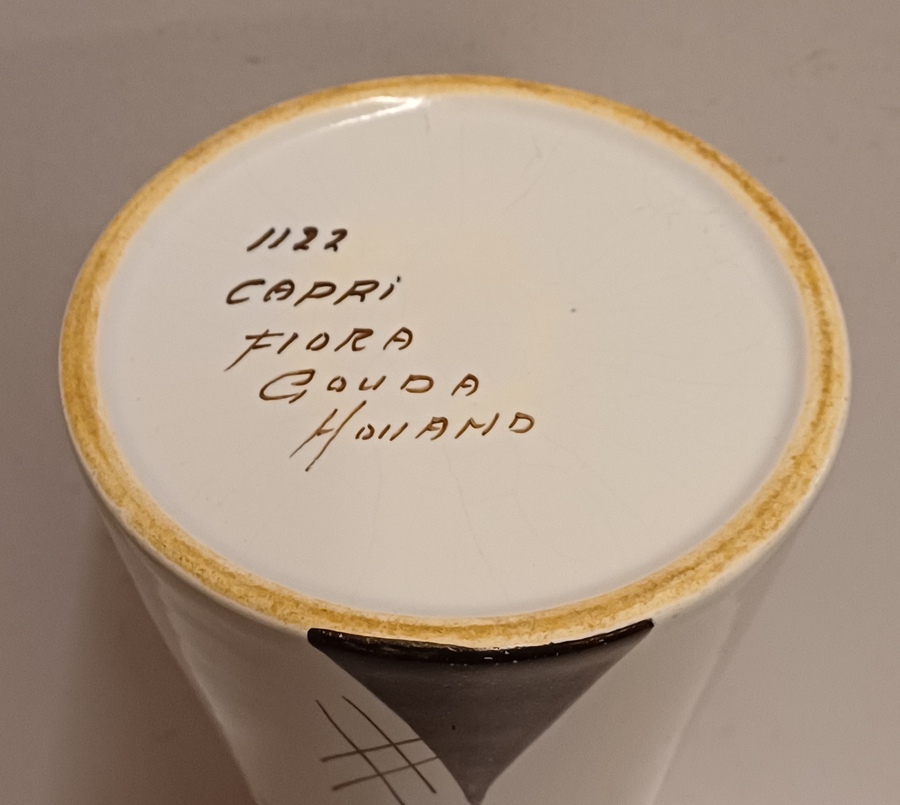 1122
CAPRi
FIORA
GOUDA
HOLLAND